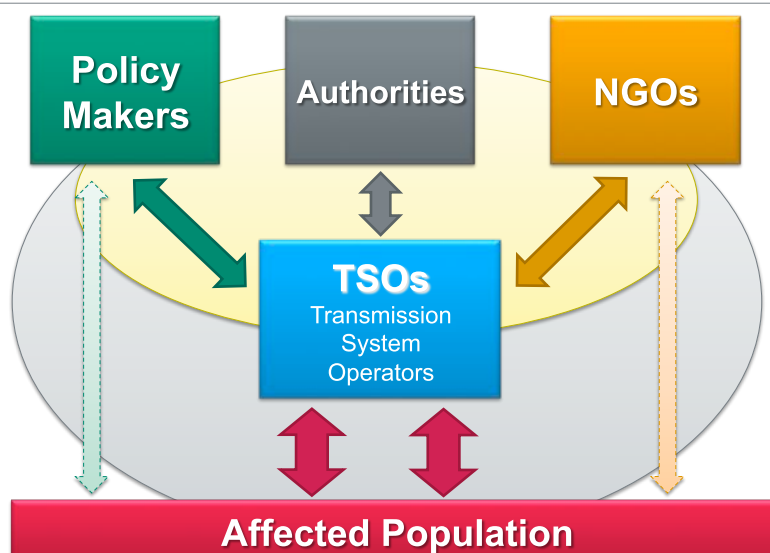 Policy
Makers
Authorities
NGOs
TSOs
Transmission
System
Operators
Affected Population